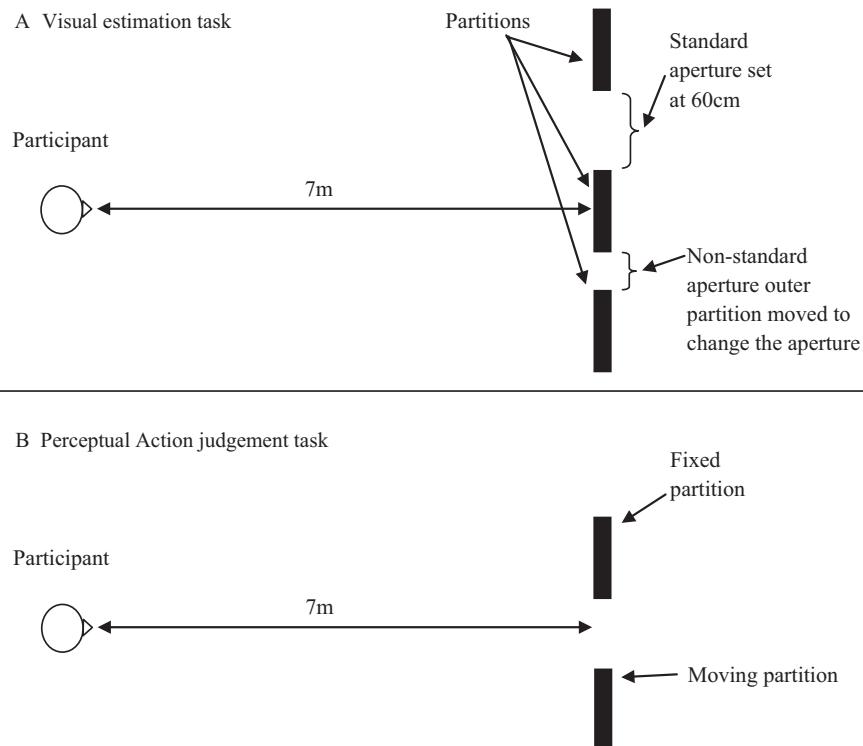 A Visual estimation task
Partitions
Standard
aperture set
at 60cm
Participant
7m
Non-standard
aperture outer
partition moved to
change the aperture
B Perceptual Action judgement task
Fixed
partition
Participant
7m
Moving partition